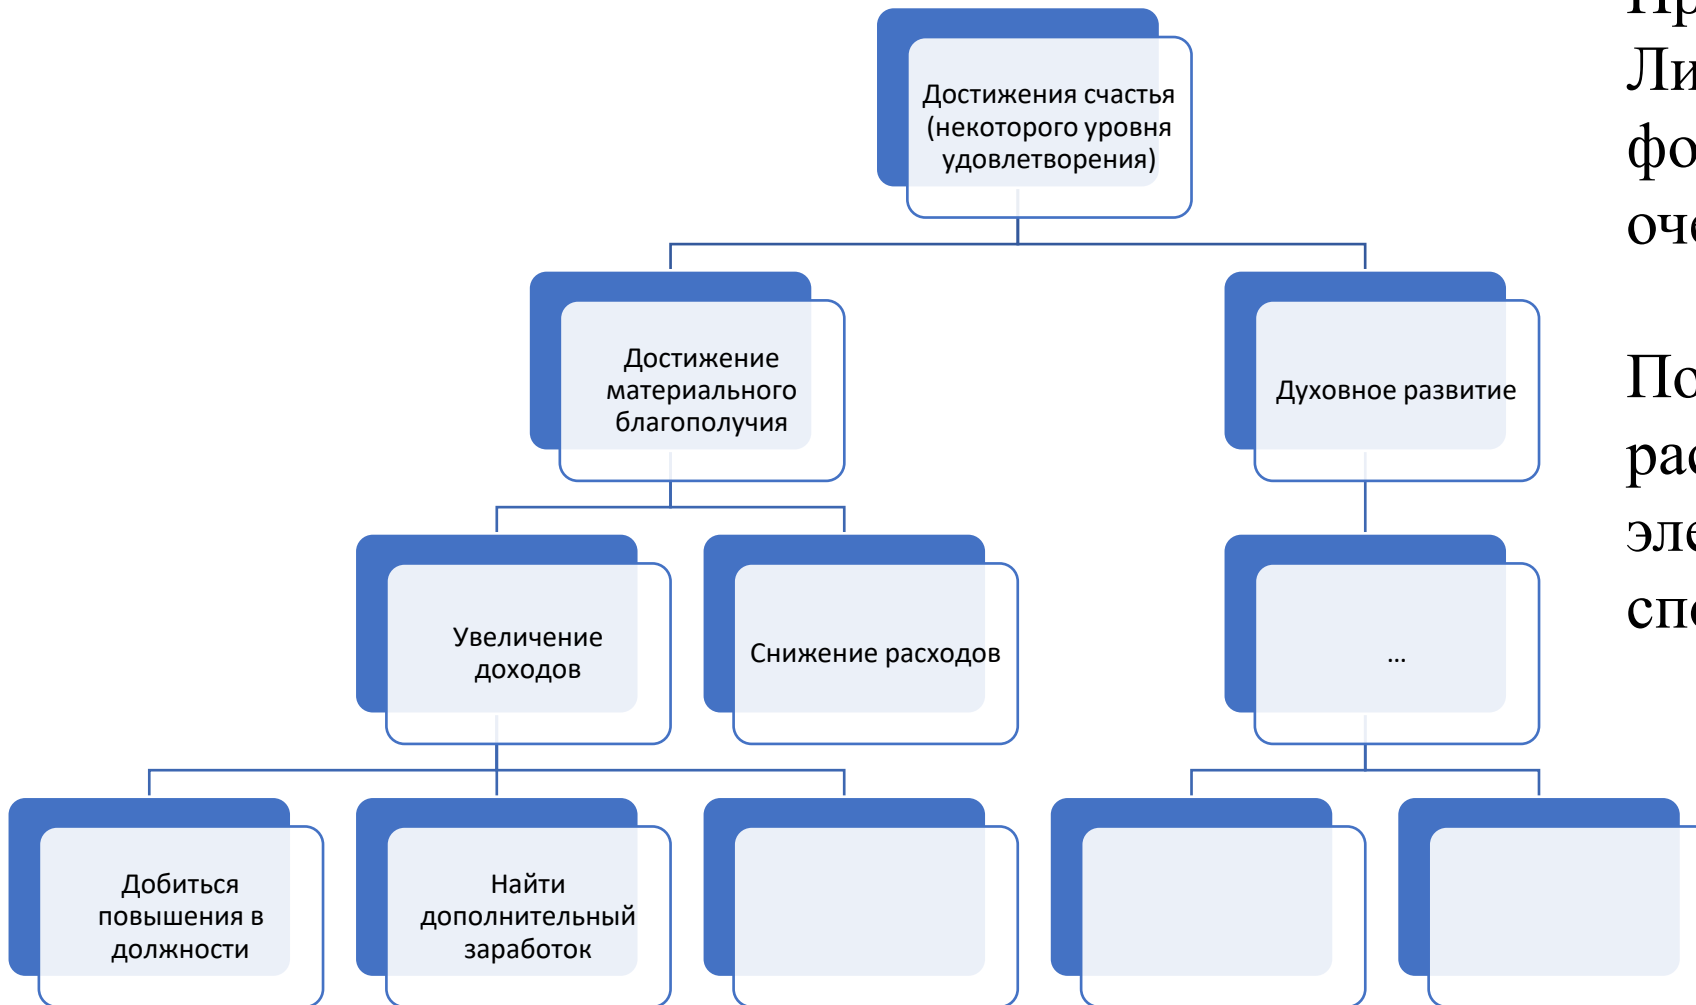 Достижения счастья
(некоторого уровня
удовлетворения)
Достижение
материального
благополучия
Духовное развитие
Увеличение
доходов
Снижение расходов
...
Добиться
повышения в
должности
Найти
дополнительный
заработок